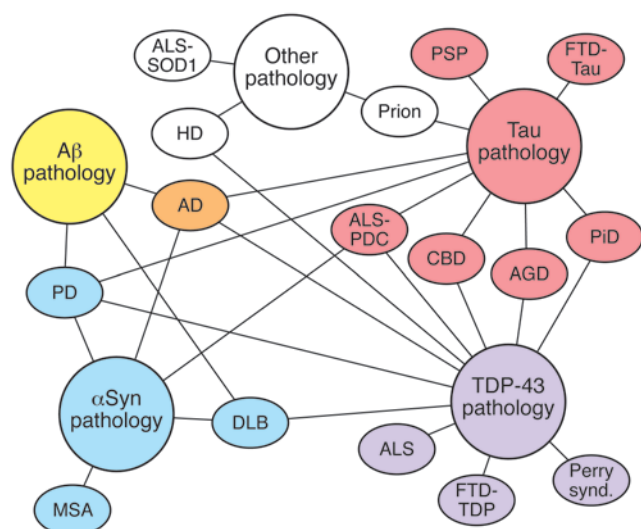 ALS-
SOD1
Other
pathology
PSP
FTD-
Tau
HD
Prion
Tau
pathology
Aβ
pathology
AD
ALS-
PDC
CBD
AGD
PiD
PD
αSyn
pathology
DLB
TDP-43
pathology
ALS
FTD-
TDP
Perry
synd.
MSA